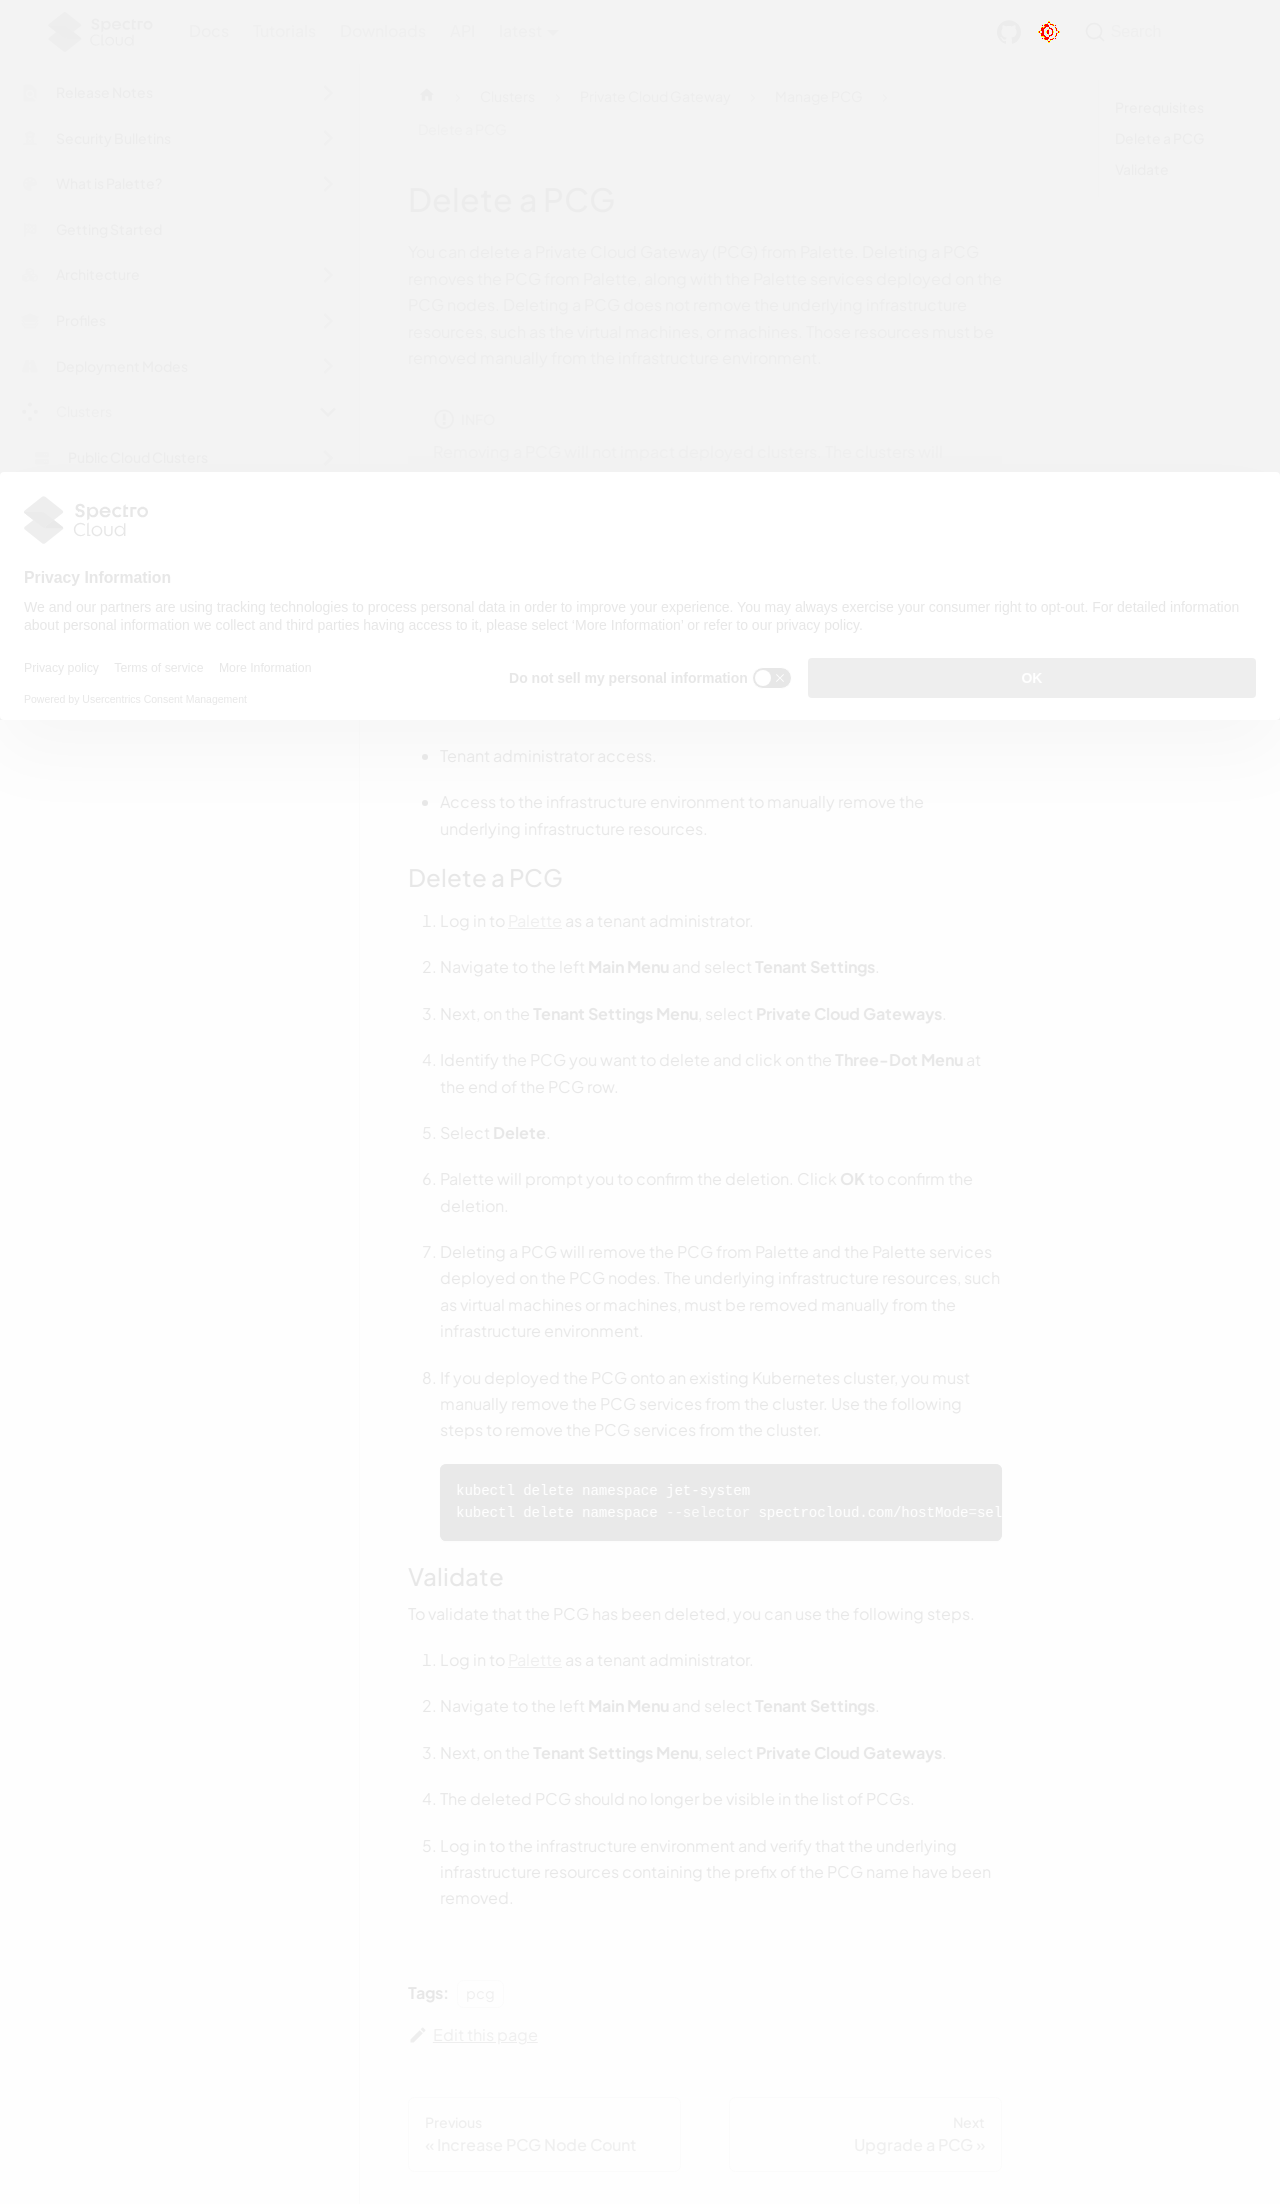 Spectro
Cloud
Docs
Tutorials
Downloads
API
latest
Search
Release Notes
Security Bulletins
What is Palette?
Getting Started
Architecture
Profiles
Deployment Modes
Clusters
Public Cloud Clusters
Clusters
Private Cloud Gateway
Manage PCG
Delete a PCG
Prerequisites
Delete a PCG
Validate
Delete a PCG
You can delete a Private Cloud Gateway (PCG) from Palette. Deleting a PCG
removes the PCG from Palette, along with the Palette services deployed on the
PCG nodes. Deleting a PCG does not remove the underlying infrastructure
resources, such as the virtual machines, or machines. Those resources must be
removed manually from the infrastructure environment.
INFO
Removing a PCG will not impact deployed clusters. The clusters will
Spectro
Cloud
Privacy Information
We and our partners are using tracking technologies to process personal data in order to improve your experience. You may always exercise your consumer right to opt-out. For detailed information
about personal information we collect and third parties having access to it, please select 'More Information' or refer to our privacy policy.
Privacy policy
Terms of service
More Information
Powered by Usercentrics Consent Management
Do not sell my personal information
OK
Tenant administrator access.
Access to the infrastructure environment to manually remove the
underlying infrastructure resources.
Delete a PCG
1. Log in to Palette as a tenant administrator.
2. Navigate to the left Main Menu and select Tenant Settings.
3. Next, on the Tenant Settings Menu, select Private Cloud Gateways.
4. Identify the PCG you want to delete and click on the Three-Dot Menu at
the end of the PCG row.
5. Select Delete.
6. Palette will prompt you to confirm the deletion. Click OK to confirm the
deletion.
7. Deleting a PCG will remove the PCG from Palette and the Palette services
deployed on the PCG nodes. The underlying infrastructure resources, such
as virtual machines or machines, must be removed manually from the
infrastructure environment.
8. If you deployed the PCG onto an existing Kubernetes cluster, you must
manually remove the PCG services from the cluster. Use the following
steps to remove the PCG services from the cluster.
kubectl delete namespace jet-system
kubectl delete namespace --selector spectrocloud.com/hostMode=sel
Validate
To validate that the PCG has been deleted, you can use the following steps.
1. Log in to Palette as a tenant administrator.
2. Navigate to the left Main Menu and select Tenant Settings.
3. Next, on the Tenant Settings Menu, select Private Cloud Gateways.
4. The deleted PCG should no longer be visible in the list of PCGs.
5. Log in to the infrastructure environment and verify that the underlying
infrastructure resources containing the prefix of the PCG name have been
removed.
Tags: pcg
Edit this page
Previous
« Increase PCG Node Count
Next
Upgrade a PCG »